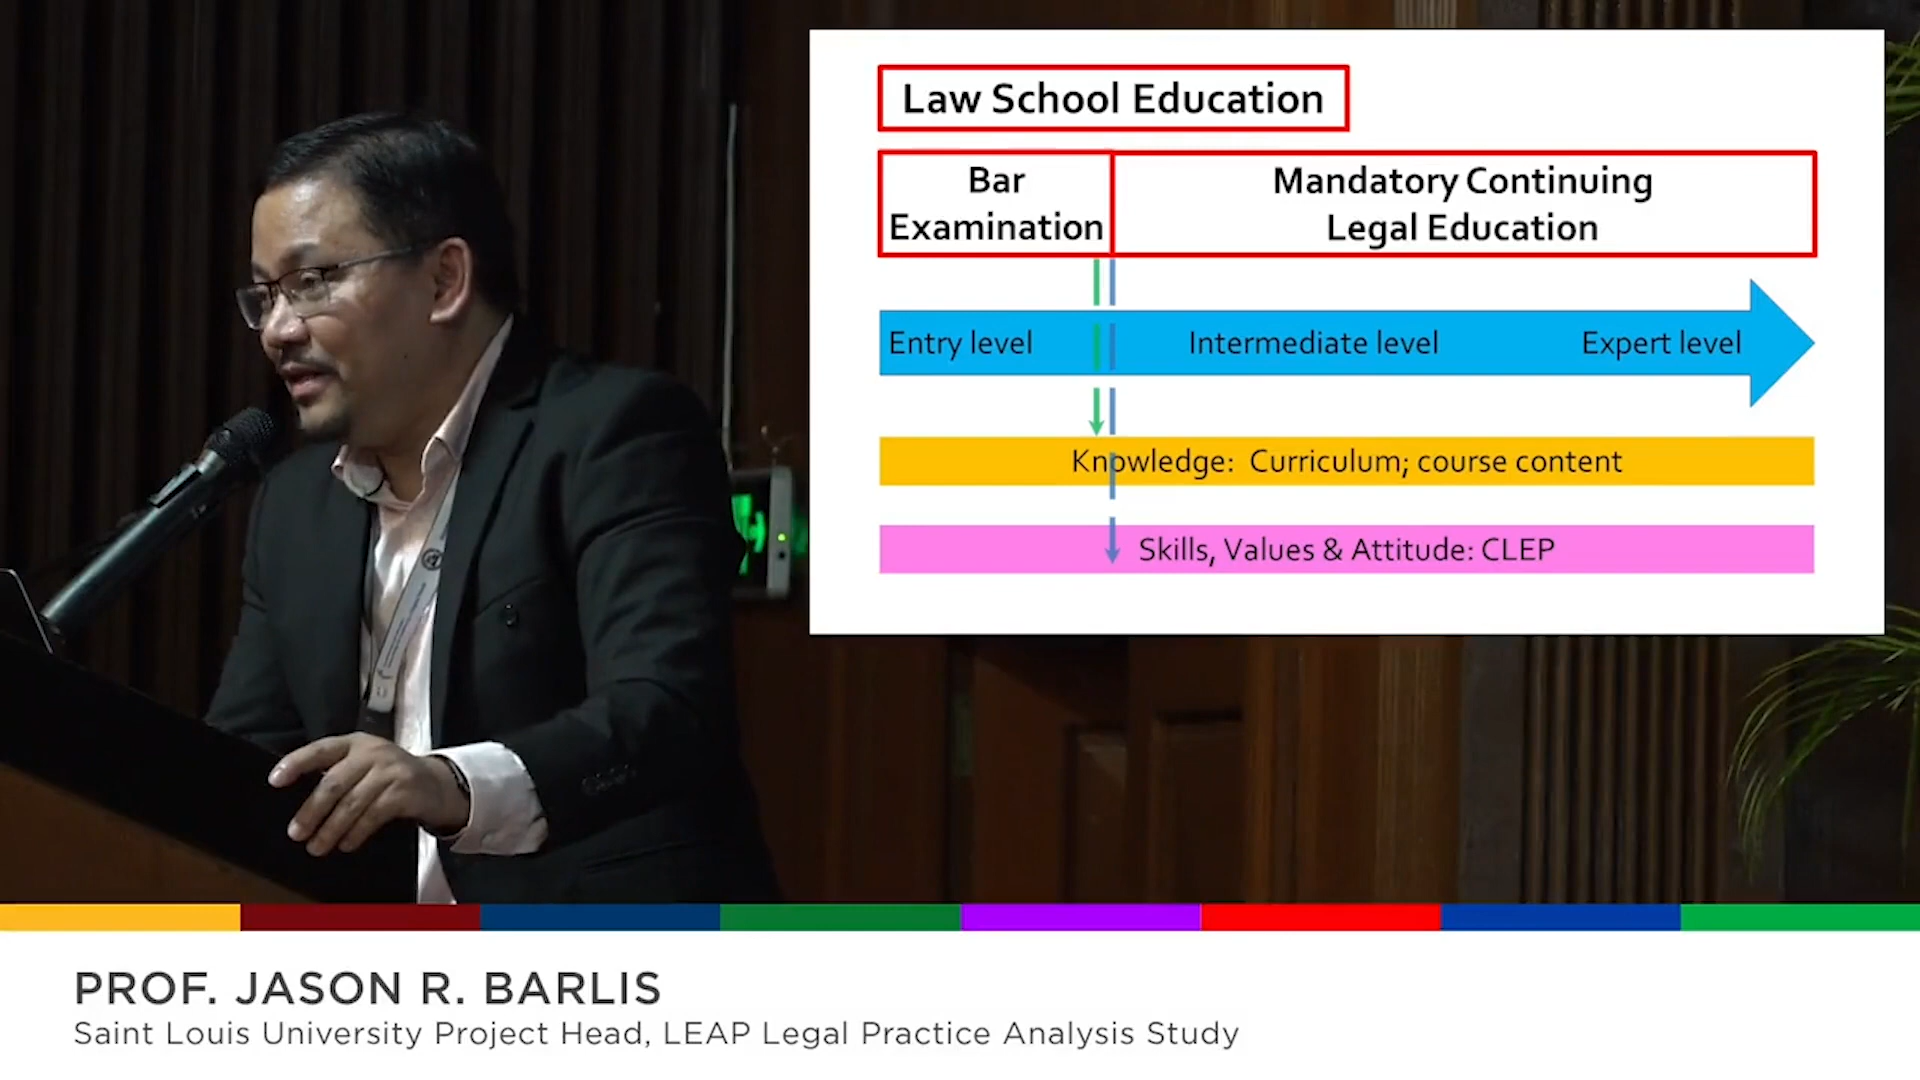 Law School Education
Bar
Examination
Mandatory Continuing
Legal Education
Entry level
Intermediate level
Expert level
Knowledge: Curriculum; course content
Skills, Values & Attitude: CLEP
PROF. JASON R. BARLIS
Saint Louis University Project Head, LEAP Legal Practice Analysis Study